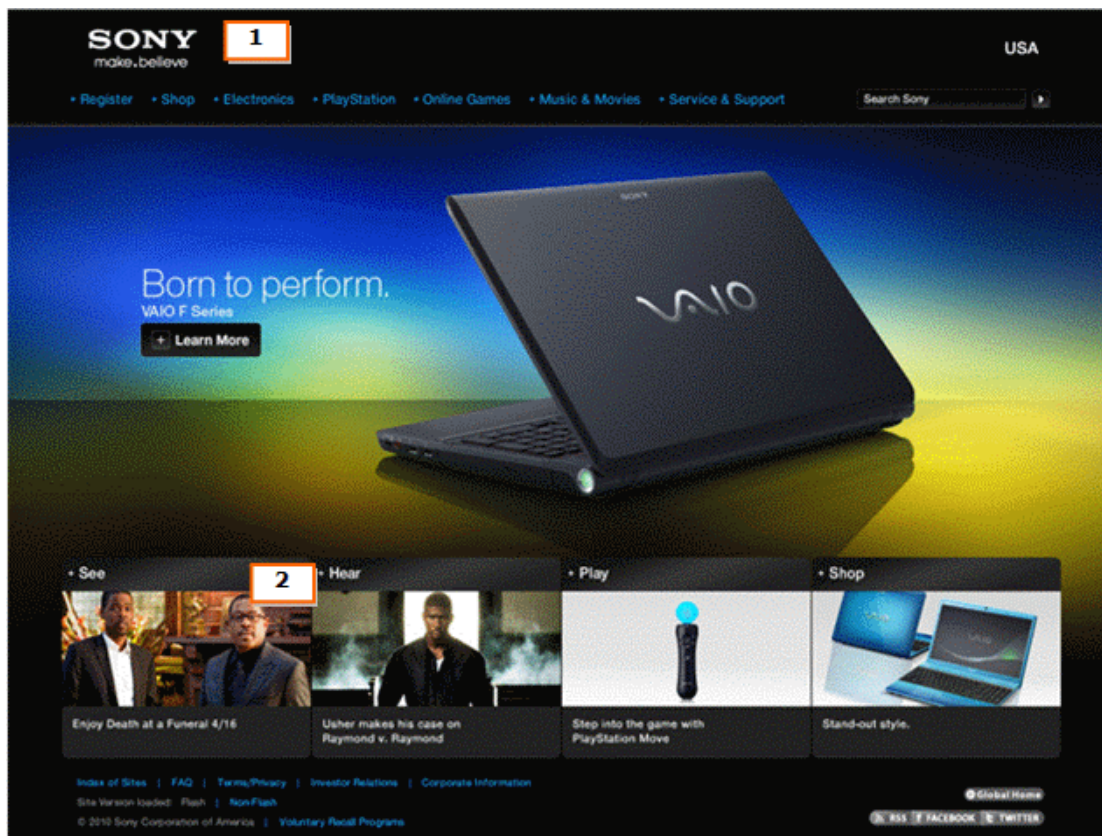 SONY
make.believe
1
USA
Register Shop Electronics PlayStation Online Games Music & Movies Service & Support
Search Sony
SONY
VAIO
Born to perform.
VAIO F Series
+ Learn More
See
2
Hear
Play
Shop
VAIO
VAIO
Enjoy Death at a Funeral 4/16
Usher makes his case on
Raymond v. Raymond
Step into the game with
PlayStation Move
Stand-out style.
Index of Sites | FAQ | Terms/Privacy | Investor Relations | Corporate Information
Site Version loaded: Flash | Non-Flash
© 2010 Sony Corporation of America | Voluntary Recall Programs
Global Home
RSS f FACEBOOK t TWITTER